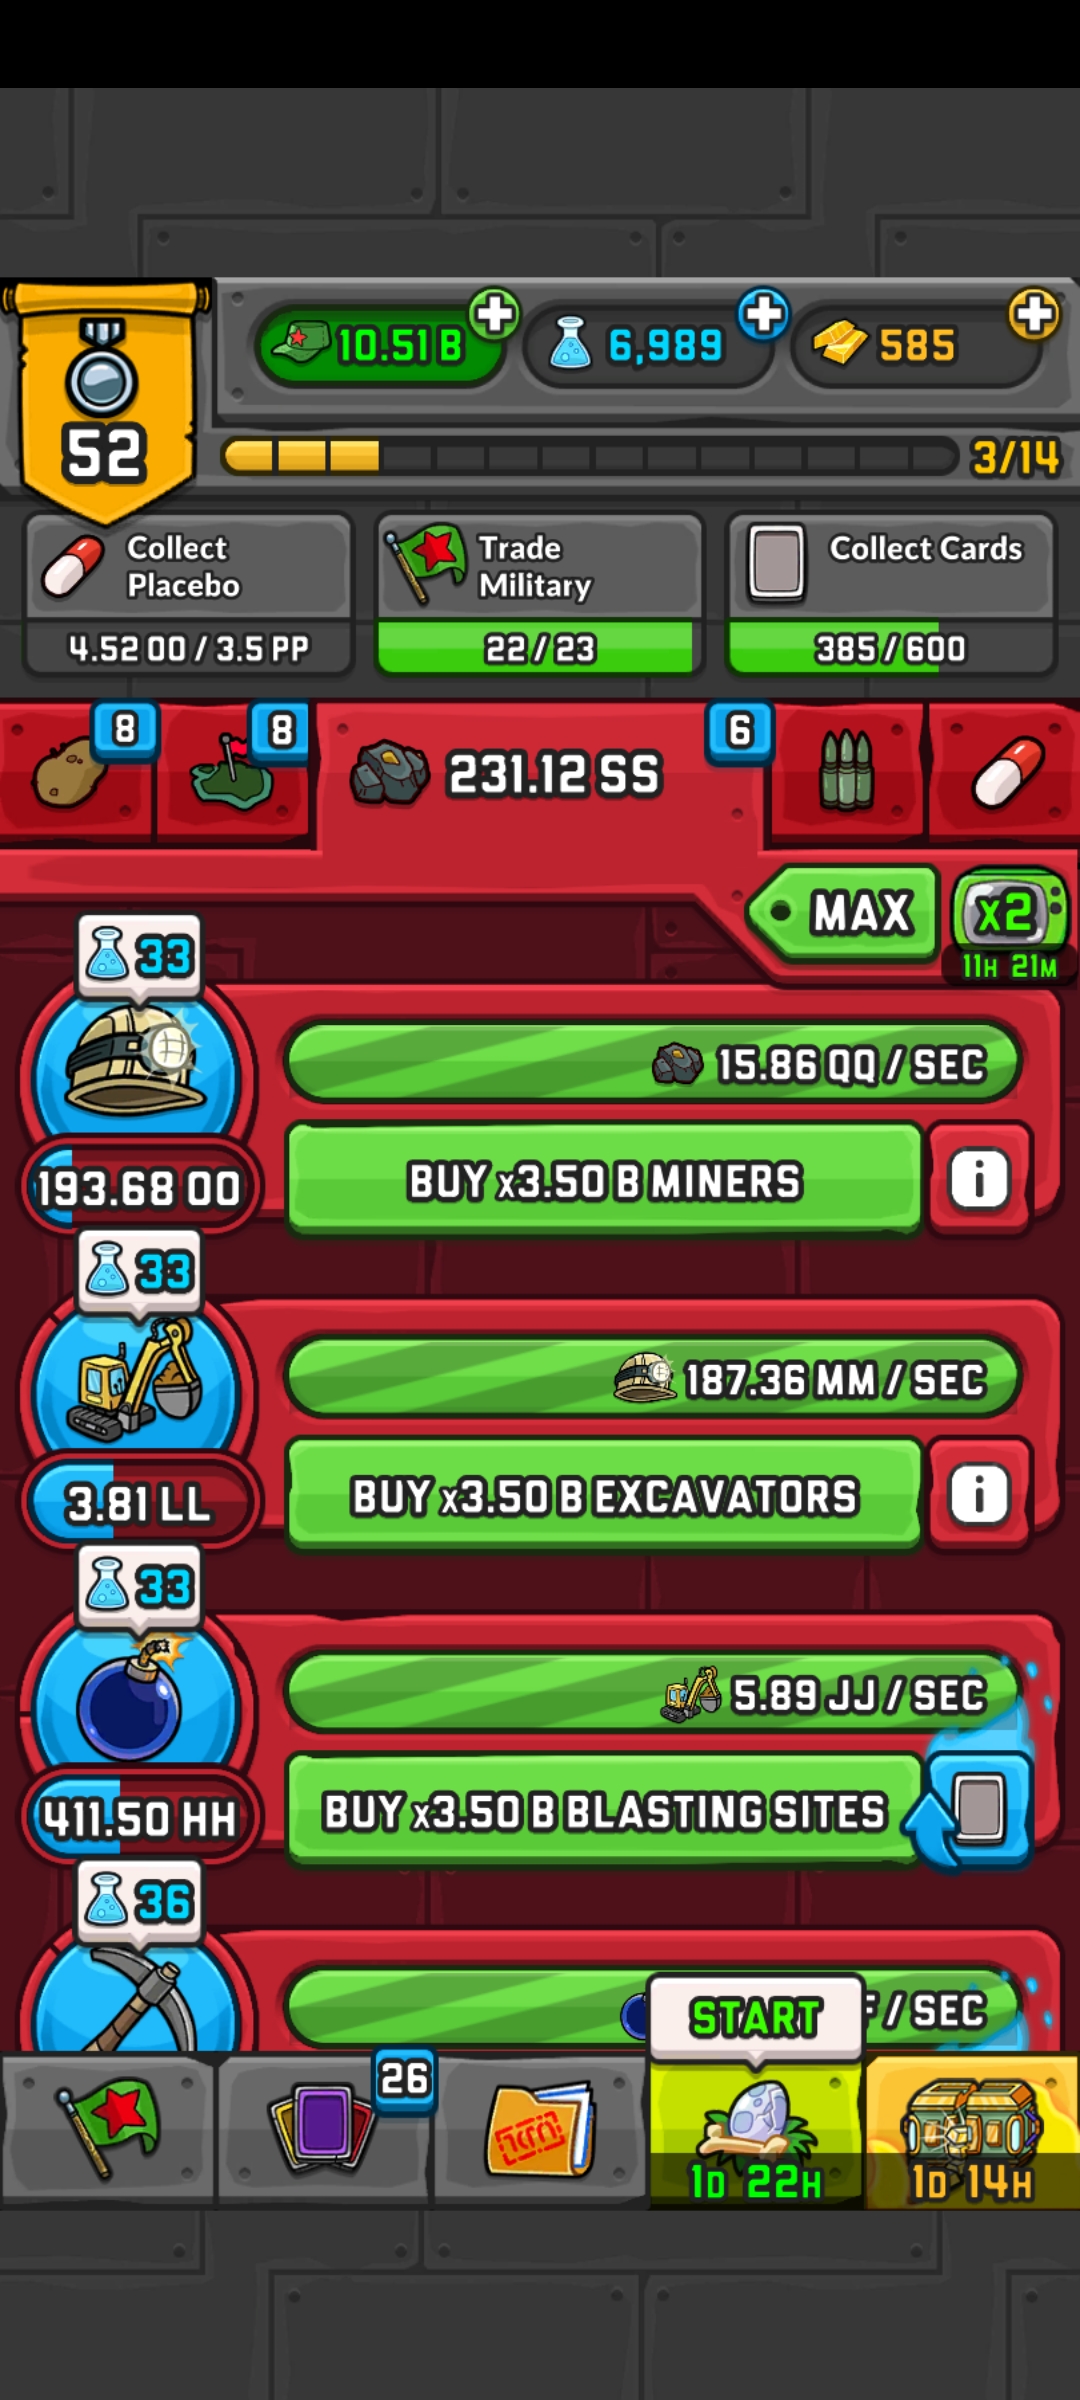 10.51 B
6,989
585
52
3/14
Collect
Placebo
4.52 OO / 3.5 PP
Trade
Military
22 / 23
Collect Cards
385 / 600
8
8
231.12 SS
6
MAX
x2
11H 21M
33
15.86 QQ / SEC
193.68 OO
BUY x3.50 B MINERS
i
33
187.36 MM / SEC
3.81 LL
BUY x3.50 B EXCAVATORS
i
33
5.89 JJ / SEC
411.50 HH
BUY x3.50 B BLASTING SITES
36
/ SEC
START
26
1D 22H
1D 14H